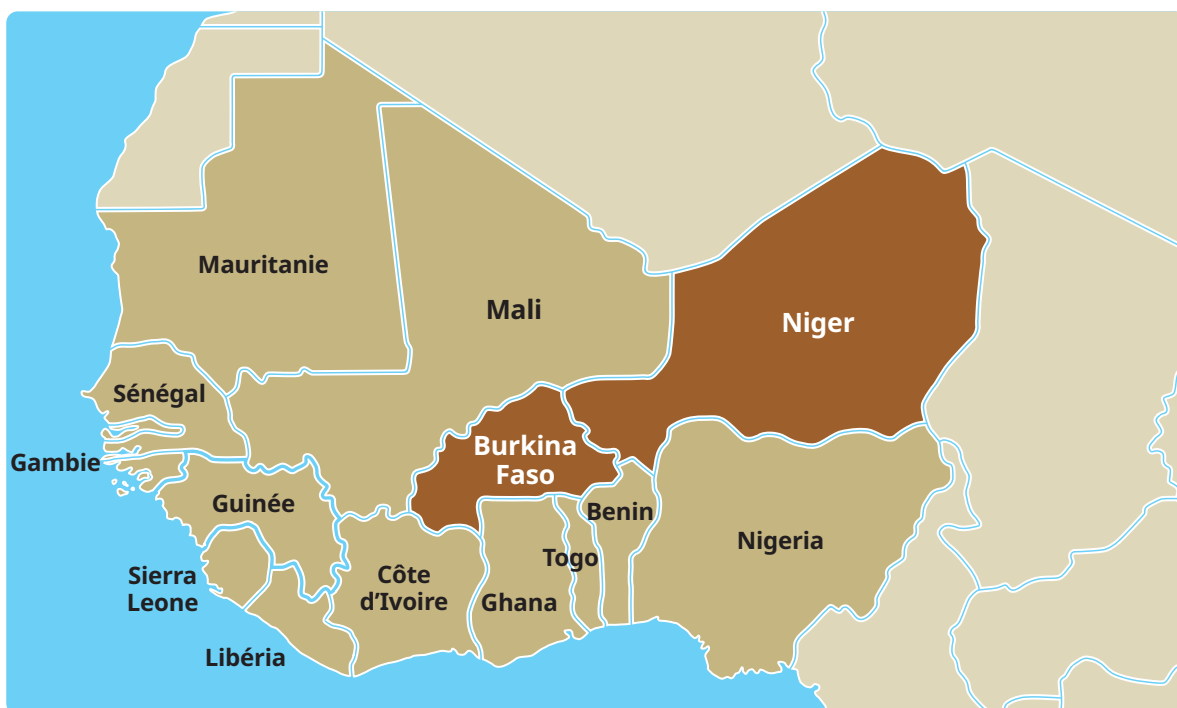 Mauritanie
Mali
Niger
Sénégal
Burkina
Faso
Gambie
Guinée
Benin
Nigeria
Togo
Sierra
Leone
Côte
d’Ivoire
Ghana
Libéria